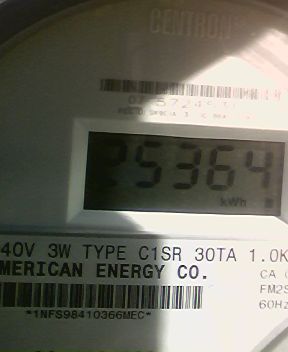 CENTRON
25364
kWh
40V 3W TYPE C1SR 30TA 1.0K
MERICAN ENERGY CO.
CA
FM2S
60Hz
*1NFS98410366MEC*